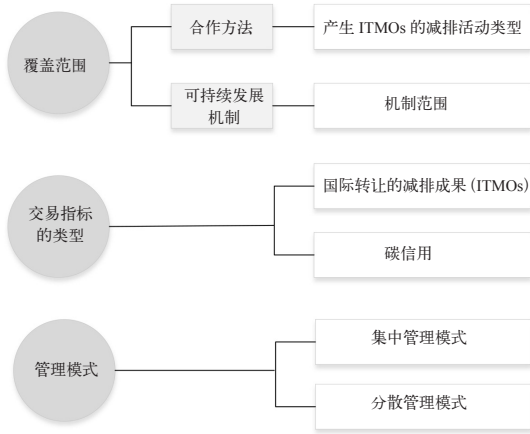 覆盖范围
合作方法
产生 ITMOs 的减排活动类型
可持续发展
机制
机制范围
交易指标
的类型
国际转让的减排成果(ITMOs)
碳信用
管理模式
集中管理模式
分散管理模式